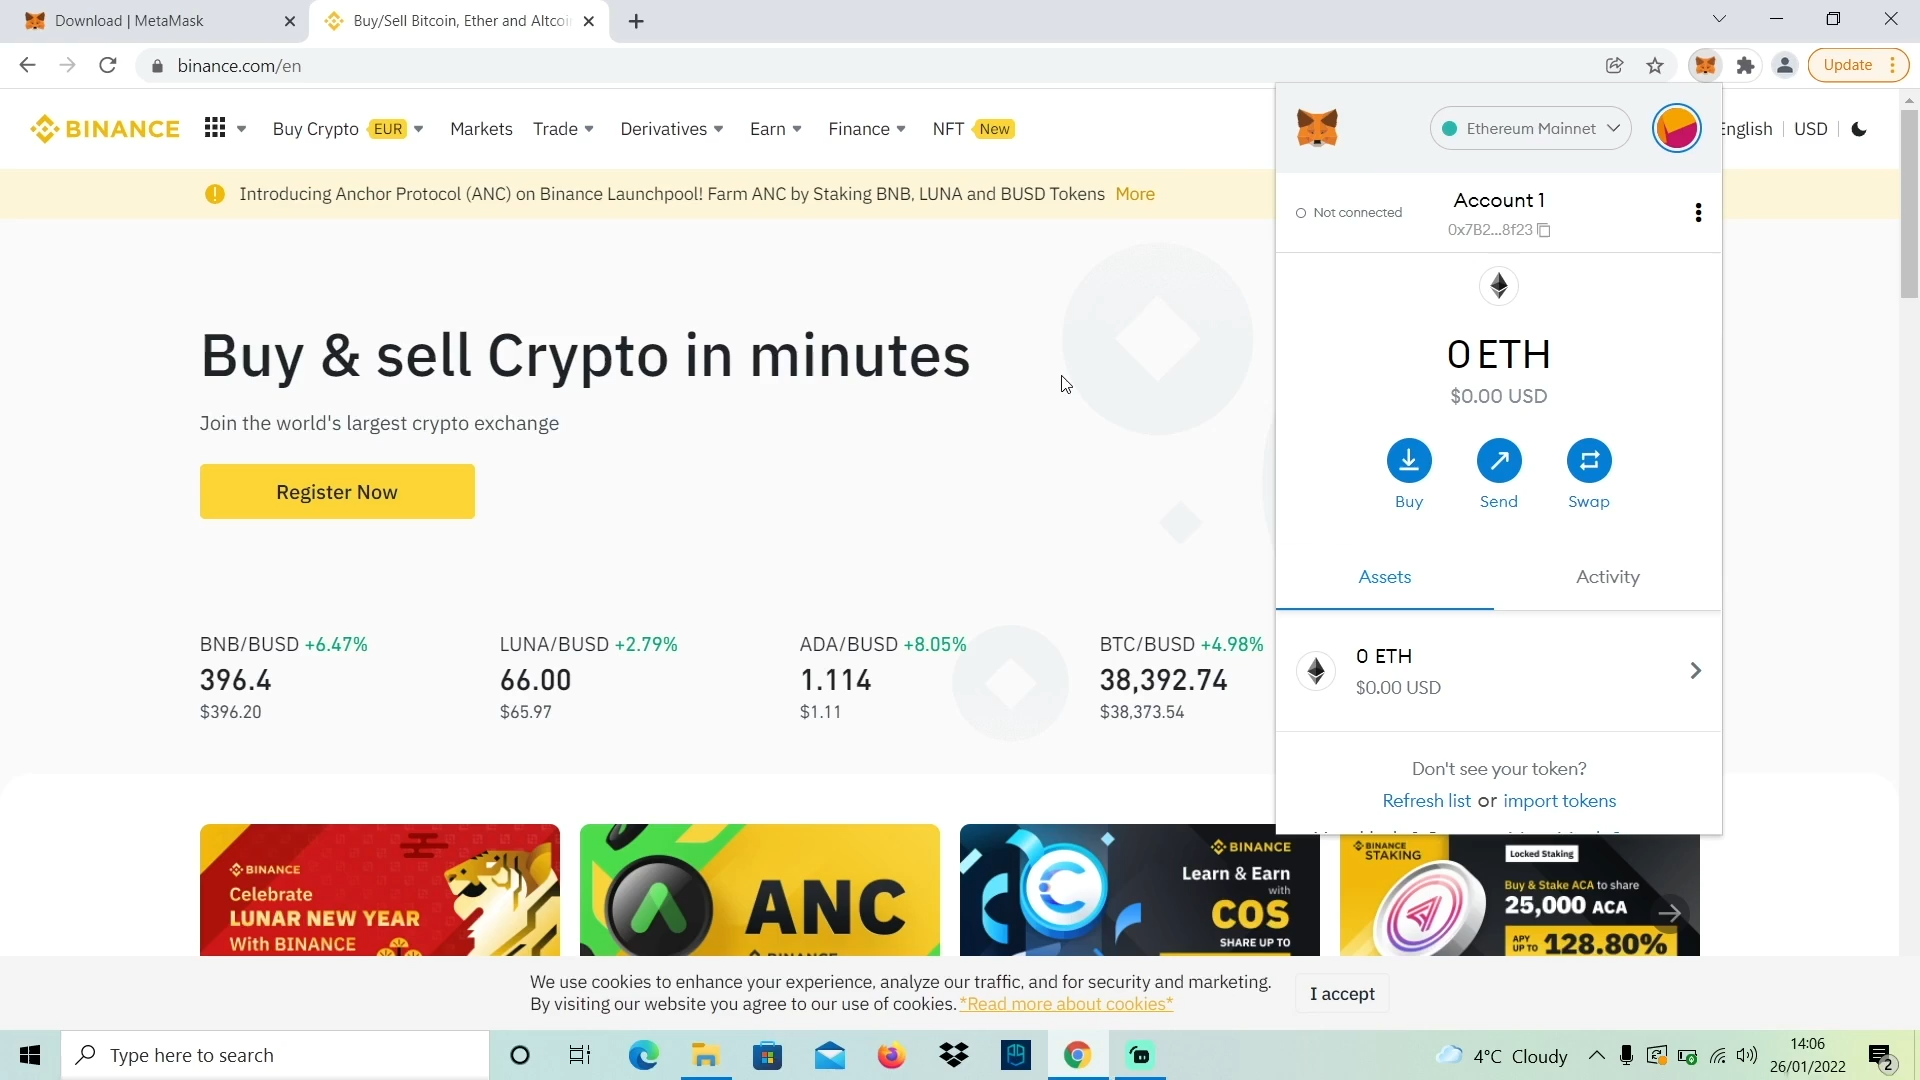 Download | MetaMask
Buy/Sell Bitcoin, Ether and Altcoi
binance.com/en
Update
BINANCE
Buy Crypto EUR
Markets
Trade
Derivatives
Earn
Finance
NFT New
English
USD
Introducing Anchor Protocol (ANC) on Binance Launchpool! Farm ANC by Staking BNB, LUNA and BUSD Tokens More
Ethereum Mainnet
Not connected
Account 1
0x7B2...8f23
0 ETH
$0.00 USD
Buy
Send
Swap
Assets
Activity
0 ETH
$0.00 USD
Don't see your token?
Refresh list or import tokens
Buy & sell Crypto in minutes
Join the world's largest crypto exchange
Register Now
BNB/BUSD +6.47%
396.4
$396.20
LUNA/BUSD +2.79%
66.00
$65.97
ADA/BUSD +8.05%
1.114
$1.11
BTC/BUSD +4.98%
38,392.74
$38,373.54
BINANCE
Celebrate
LUNAR NEW YEAR
With BINANCE
ANC
BINANCE
Learn & Earn
with
COS
SHARE UP TO
BINANCE
STAKING
Locked Staking
Buy & Stake ACA to share
25,000 ACA
APY
UP TO 128.80%
We use cookies to enhance your experience, analyze our traffic, and for security and marketing.
By visiting our website you agree to our use of cookies. *Read more about cookies*
I accept
Type here to search
4°C Cloudy
14:06
26/01/2022
2